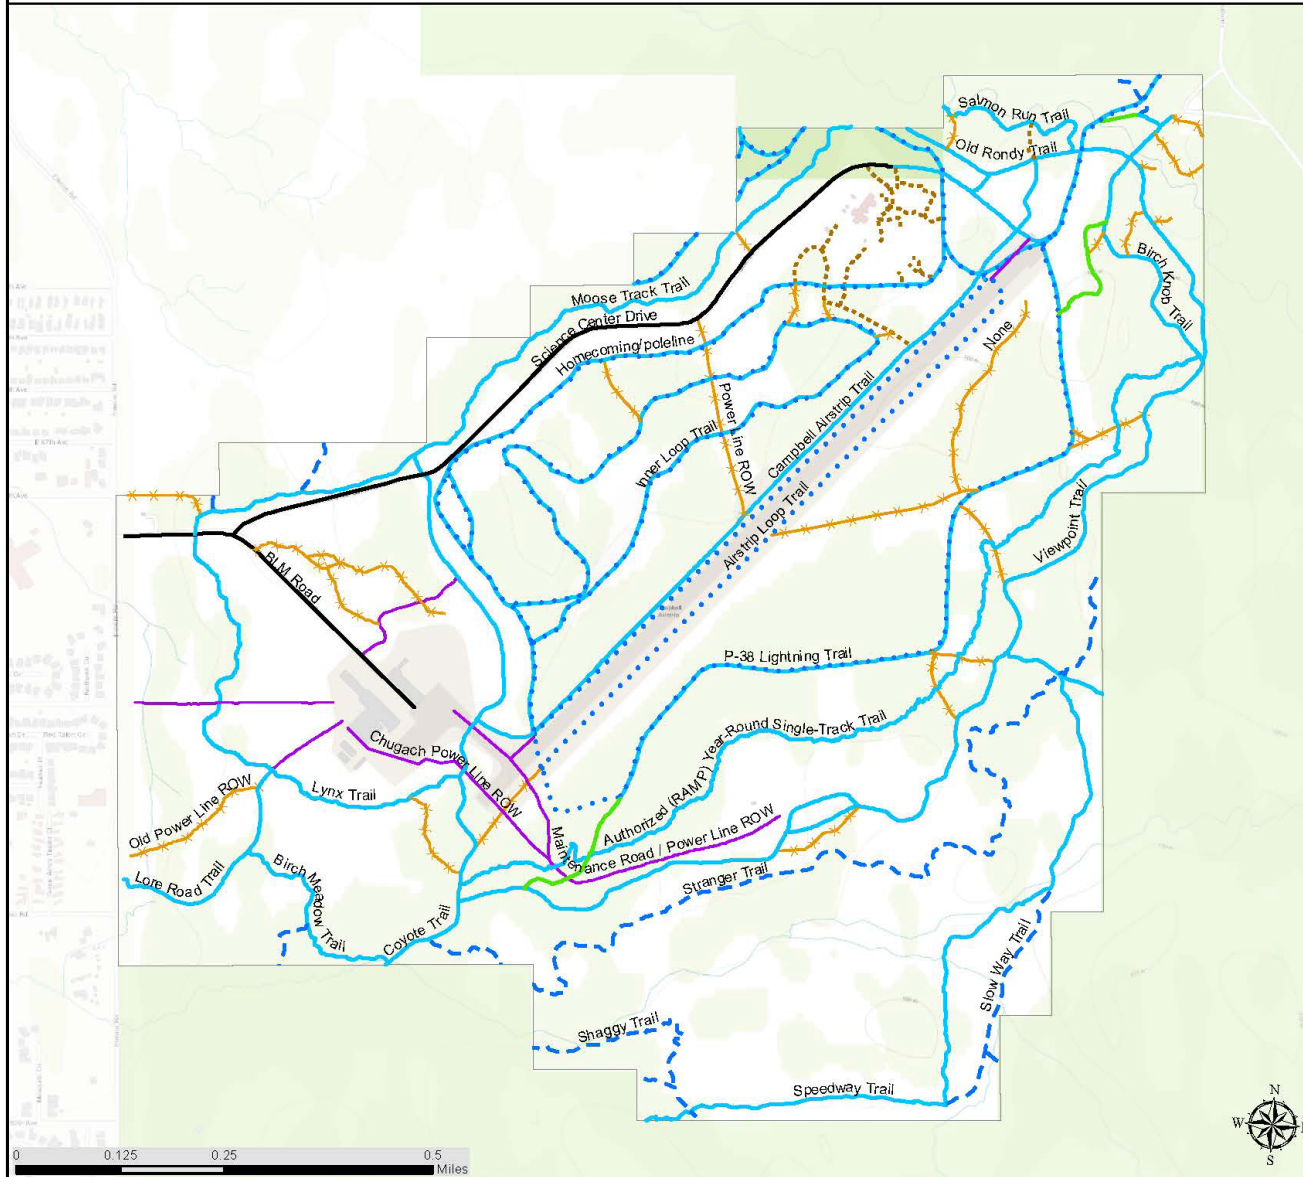 Salmon Run Trail
Old Rondy Trail
Birch Knob Trail
Moose Track Trail
Science Center Drive
Homecoming/poleline
None
Power Line ROW
Campbell Airstrip Trail
Inner Loop Trail
Airstrip Loop Trail
Viewpoint Trail
E 67th Ave
BLM Road
P-38 Lightning Trail
Authorized (RAMP) Year-Round Single-Track Trail
Chugach Power Line ROW
Lynx Trail
Old Power Line ROW
Maintenance Road / Power Line ROW
Lore Road Trail
Birch Meadow Trail
Stranger Trail
Coyote Trail
Slow Way Trail
Shaggy Trail
Speedway Trail
N
W
S
0 0.125 0.25 0.5
Miles